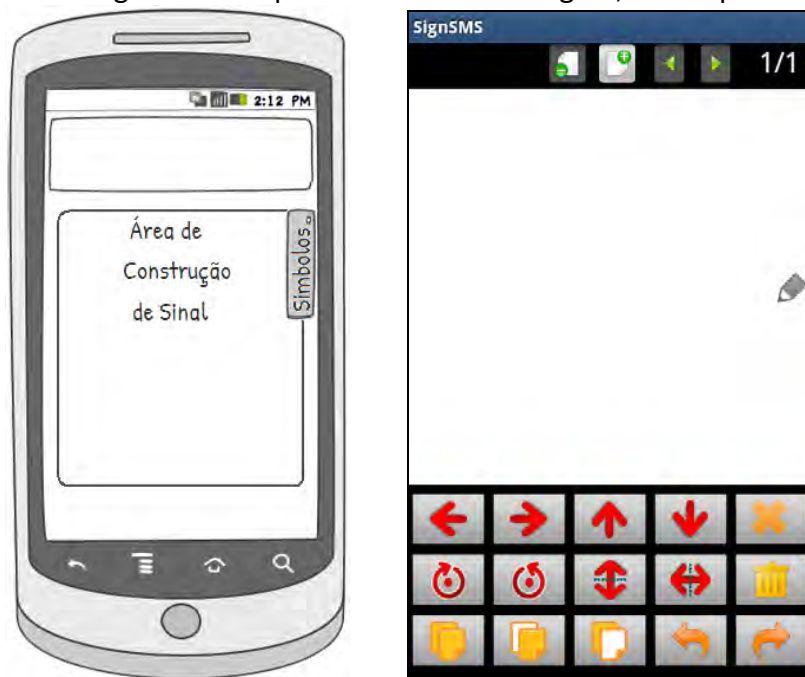 2:12 PM
Área de
Construção
de Sinal
Símbolos
SignSMS
1/1